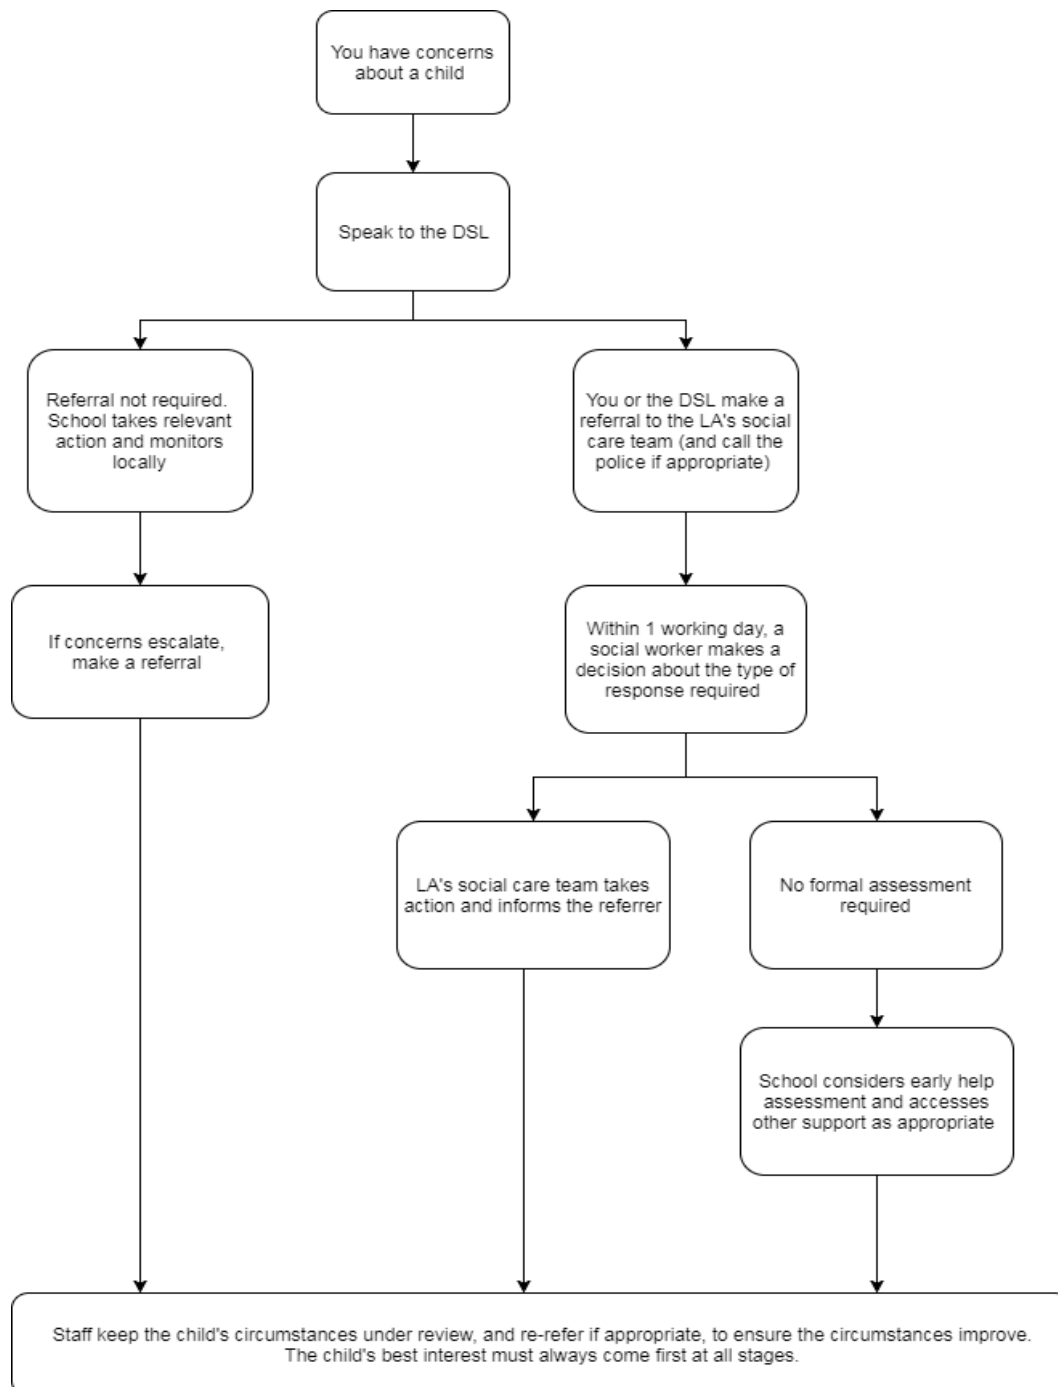 You have concerns
about a child
Speak to the DSL
Referral not required.
School takes relevant
action and monitors
locally
You or the DSL make a
referral to the LA's social
care team (and call the
police if appropriate)
If concerns escalate,
make a referral
Within 1 working day, a
social worker makes a
decision about the type of
response required
LA's social care team takes
action and informs the referrer
No formal assessment
required
School considers early help
assessment and accesses
other support as appropriate
Staff keep the child's circumstances under review, and re-refer if appropriate, to ensure the circumstances improve.
The child's best interest must always come first at all stages.